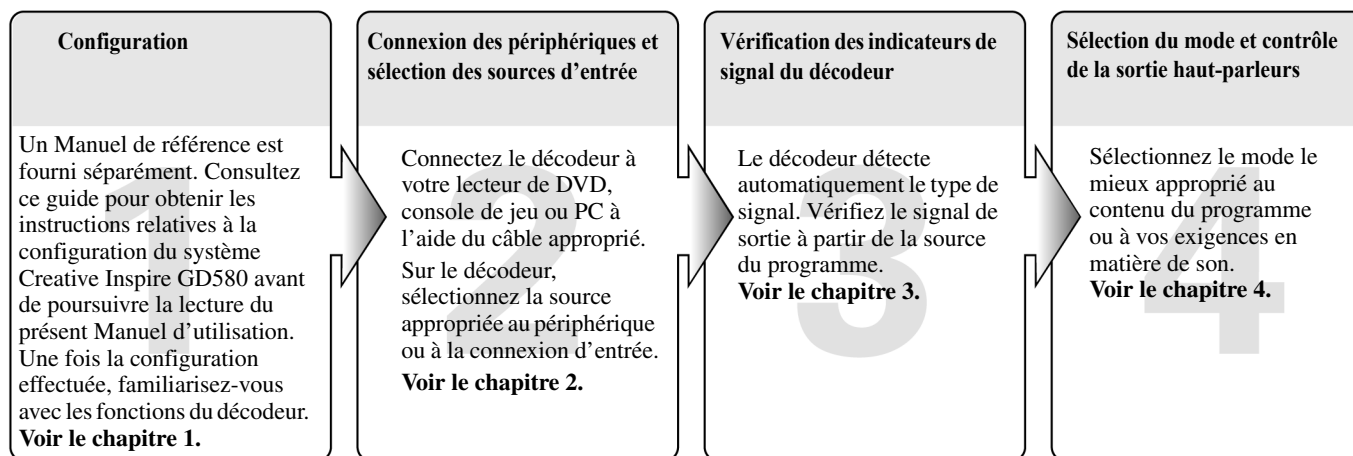 Configuration
Un Manuel de référence est
fourni séparément. Consultez
ce guide pour obtenir les
instructions relatives à la
configuration du système
Creative Inspire GD580 avant
de poursuivre la lecture du
présent Manuel d’utilisation.
Une fois la configuration
effectuée, familiarisez-vous
avec les fonctions du décodeur.
Voir le chapitre 1.
1
Connexion des périphériques et
sélection des sources d’entrée
Connectez le décodeur à
votre lecteur de DVD,
console de jeu ou PC à
l’aide du câble approprié.
Sur le décodeur,
sélectionnez la source
appropriée au périphérique
ou à la connexion d’entrée.
Voir le chapitre 2.
2
Vérification des indicateurs de
signal du décodeur
Le décodeur détecte
automatiquement le type de
signal. Vérifiez le signal de
sortie à partir de la source
du programme.
Voir le chapitre 3.
3
Sélection du mode et contrôle
de la sortie haut-parleurs
Sélectionnez le mode le
mieux approprié au
contenu du programme
ou à vos exigences en
matière de son.
Voir le chapitre 4.
4